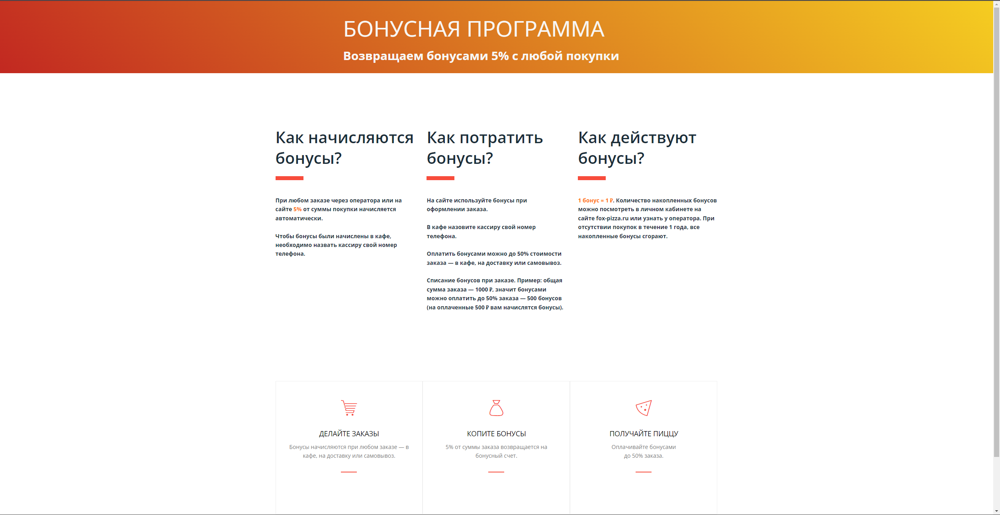 БОНУСНАЯ ПРОГРАММА
Возвращаем бонусами 5% с любой покупки
Как начисляются
бонусы?
При любом заказе через оператора или на
сайте 5% от суммы покупки начисляется
автоматически.
Чтобы бонусы были начислены в кафе,
необходимо назвать кассиру свой номер
телефона.
Как потратить
бонусы?
На сайте используйте бонусы при
оформлении заказа.
В кафе назовите кассиру свой номер
телефона.
Оплатить бонусами можно до 50% стоимости
заказа — в кафе, на доставку или самовывоз.
Списание бонусов при заказе. Пример: общая
сумма заказа — 1000 ₽, значит бонусами
можно оплатить до 50% заказа — 500 бонусов
(на оплаченные 500 ₽ вам начислятся бонусы).
Как действуют
бонусы?
1 бонус = 1 ₽. Количество накопленных бонусов
можно посмотреть в личном кабинете на
сайте fox-pizza.ru или узнать у оператора. При
отсутствии покупок в течение 1 года, все
накопленные бонусы сгорают.
ДЕЛАЙТЕ ЗАКАЗЫ
Бонусы начисляются при любом заказе — в
кафе, на доставку или самовывоз.
КОПИТЕ БОНУСЫ
5% от суммы заказа возвращается на
бонусный счет.
ПОЛУЧАЙТЕ ПИЦЦУ
Оплачивайте бонусами
до 50% заказа.